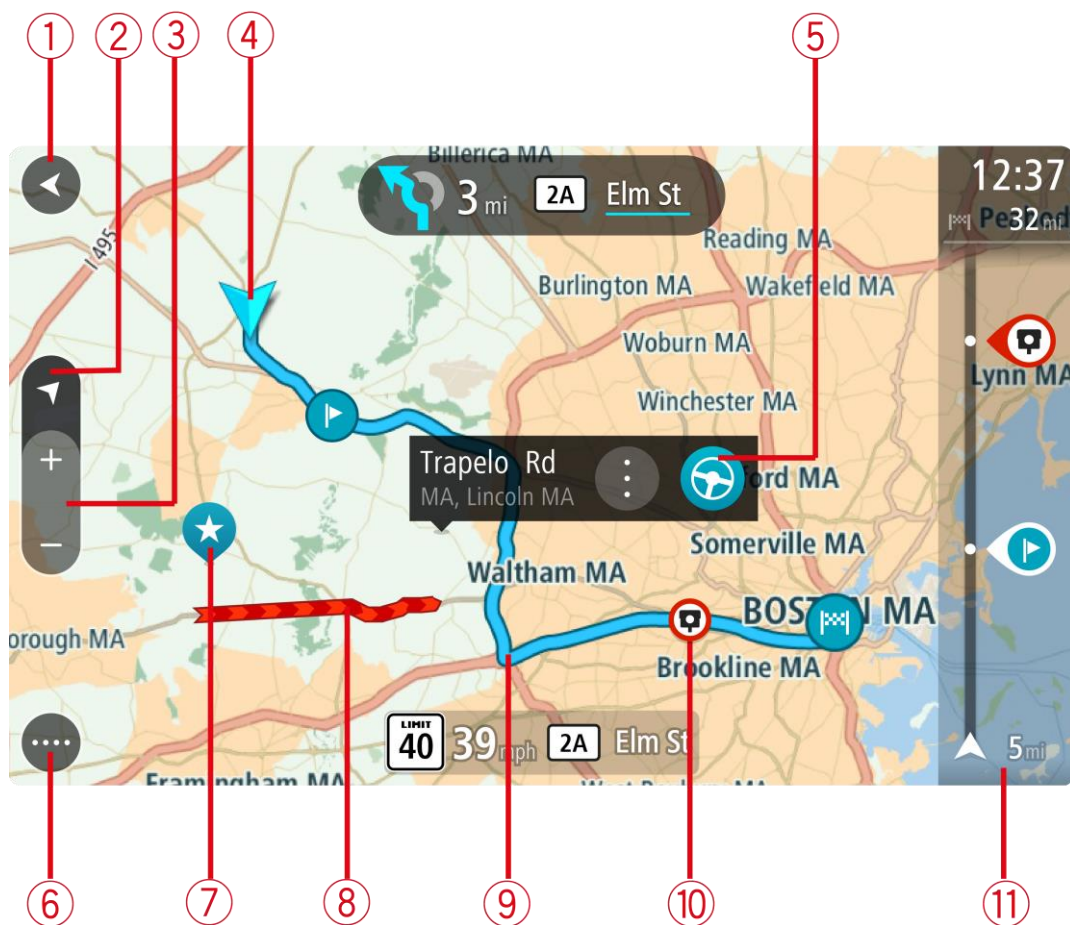 1 2 3 4 5
Billerica MA
12:37
3 mi 2A Elm St
32 mi
I 495
Reading MA
Burlington MA Wakefield MA
Woburn MA
Lynn MA
Winchester MA
+
Trapelo Rd
MA, Lincoln MA
ford MA
−
Somerville MA
Waltham MA
BOSTON MA
orough MA
Brookline MA
LIMIT
40 39 mph 2A Elm St
5 mi
Framingham MA
6 7 8 9 10 11